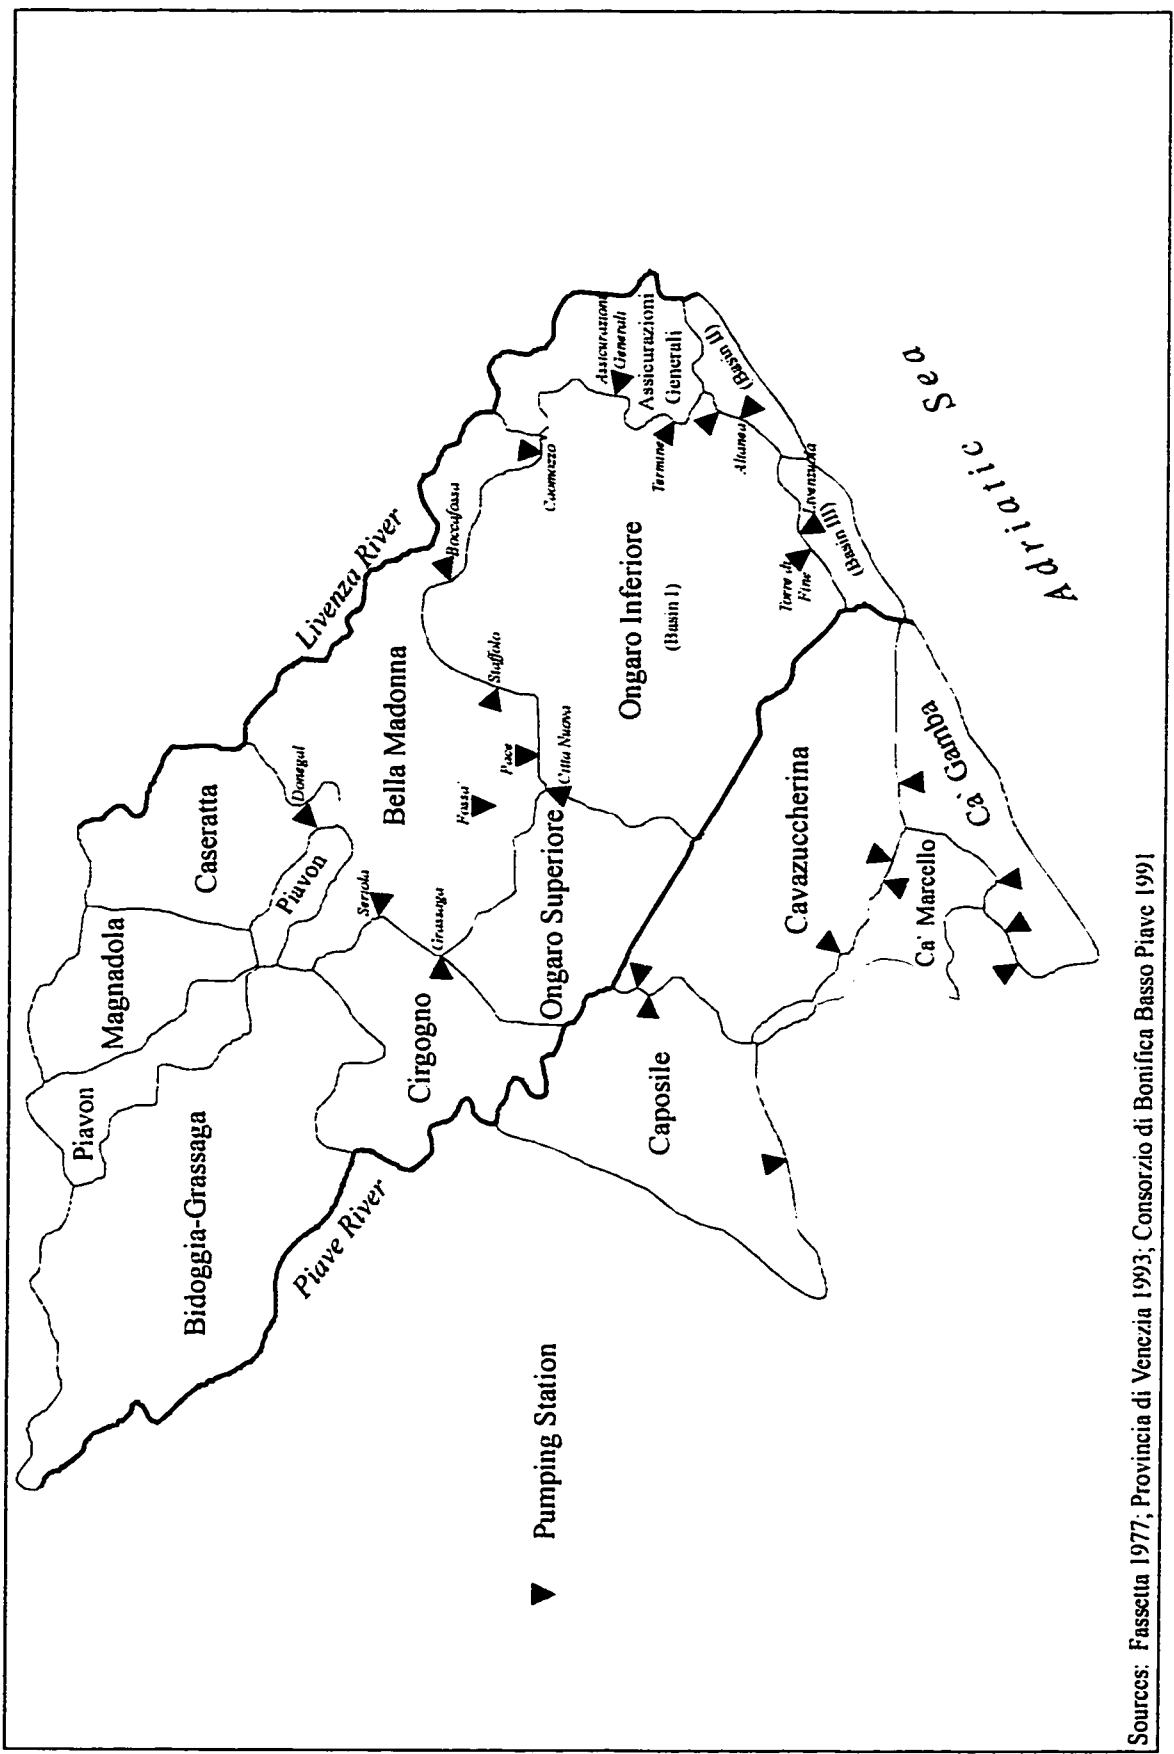 Livenza River
Caseratta
Magnadola
Piavon
Piavon
Bidoggia-Grassaga
Piave River
Donegal
Bella Madonna
Fossa'
Pace
Staffolo
Boccafossa
Grassaga
Citta Nuova
Cirgogno
Ongaro Superiore
Ongaro Inferiore
(Basin I)
Termine
Assicurazioni
Generali
Assicurazioni
Generali
(Basin II)
Altanea
Livenzuola
(Basin III)
Torre di
Fine
Caposile
Cavazuccherina
Ca' Marcello
Ca' Gamba
Adriatic Sea
Pumping Station
Sources: Fassetta 1977; Provincia di Venezia 1993; Consorzio di Bonifica Basso Piave 1991